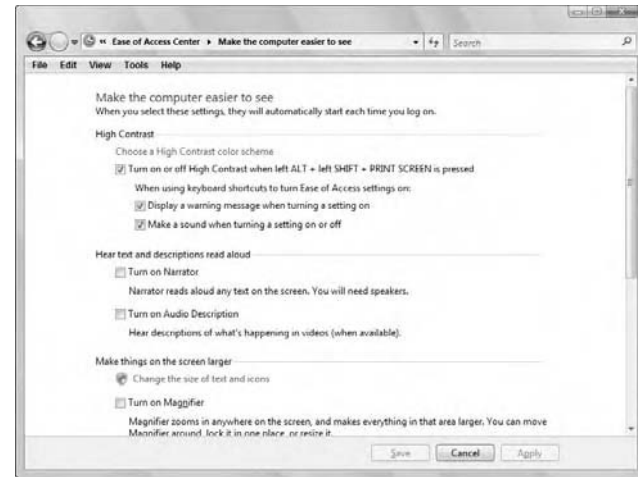 « Ease of Access Center ▸ Make the computer easier to see
Search
File Edit View Tools Help
Make the computer easier to see
When you select these settings, they will automatically start each time you log on.
High Contrast
Choose a High Contrast color scheme
Turn on or off High Contrast when left ALT + left SHIFT + PRINT SCREEN is pressed
When using keyboard shortcuts to turn Ease of Access settings on:
Display a warning message when turning a setting on
Make a sound when turning a setting on or off
Hear text and descriptions read aloud
Turn on Narrator
Narrator reads aloud any text on the screen. You will need speakers.
Turn on Audio Description
Hear descriptions of what's happening in videos (when available).
Make things on the screen larger
Change the size of text and icons
Turn on Magnifier
Magnifier zooms in anywhere on the screen, and makes everything in that area larger. You can move
Magnifier around, lock it in one place, or resize it.
Save Cancel Apply